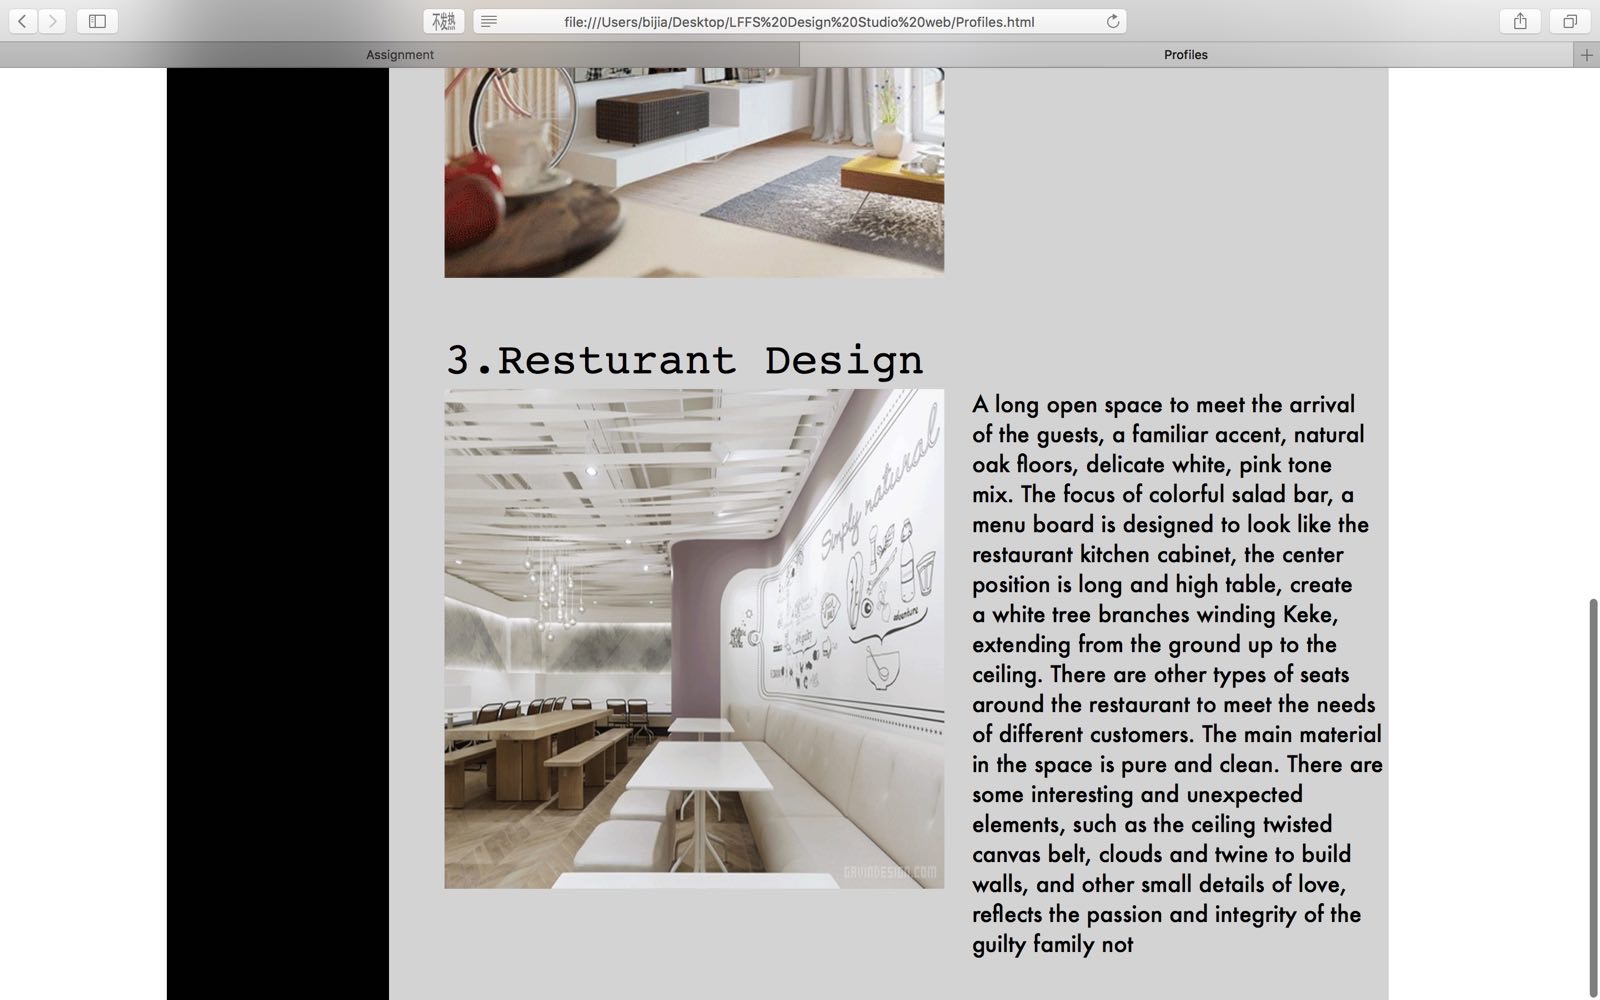 不发热
file:///Users/bijia/Desktop/LFFS%20Design%20Studio%20web/Profiles.html
Assignment
Profiles
3.Resturant Design
Simply natural
adventure
GAVINDESIGN.COM
A long open space to meet the arrival
of the guests, a familiar accent, natural
oak floors, delicate white, pink tone
mix. The focus of colorful salad bar, a
menu board is designed to look like the
restaurant kitchen cabinet, the center
position is long and high table, create
a white tree branches winding Keke,
extending from the ground up to the
ceiling. There are other types of seats
around the restaurant to meet the needs
of different customers. The main material
in the space is pure and clean. There are
some interesting and unexpected
elements, such as the ceiling twisted
canvas belt, clouds and twine to build
walls, and other small details of love,
reflects the passion and integrity of the
guilty family not